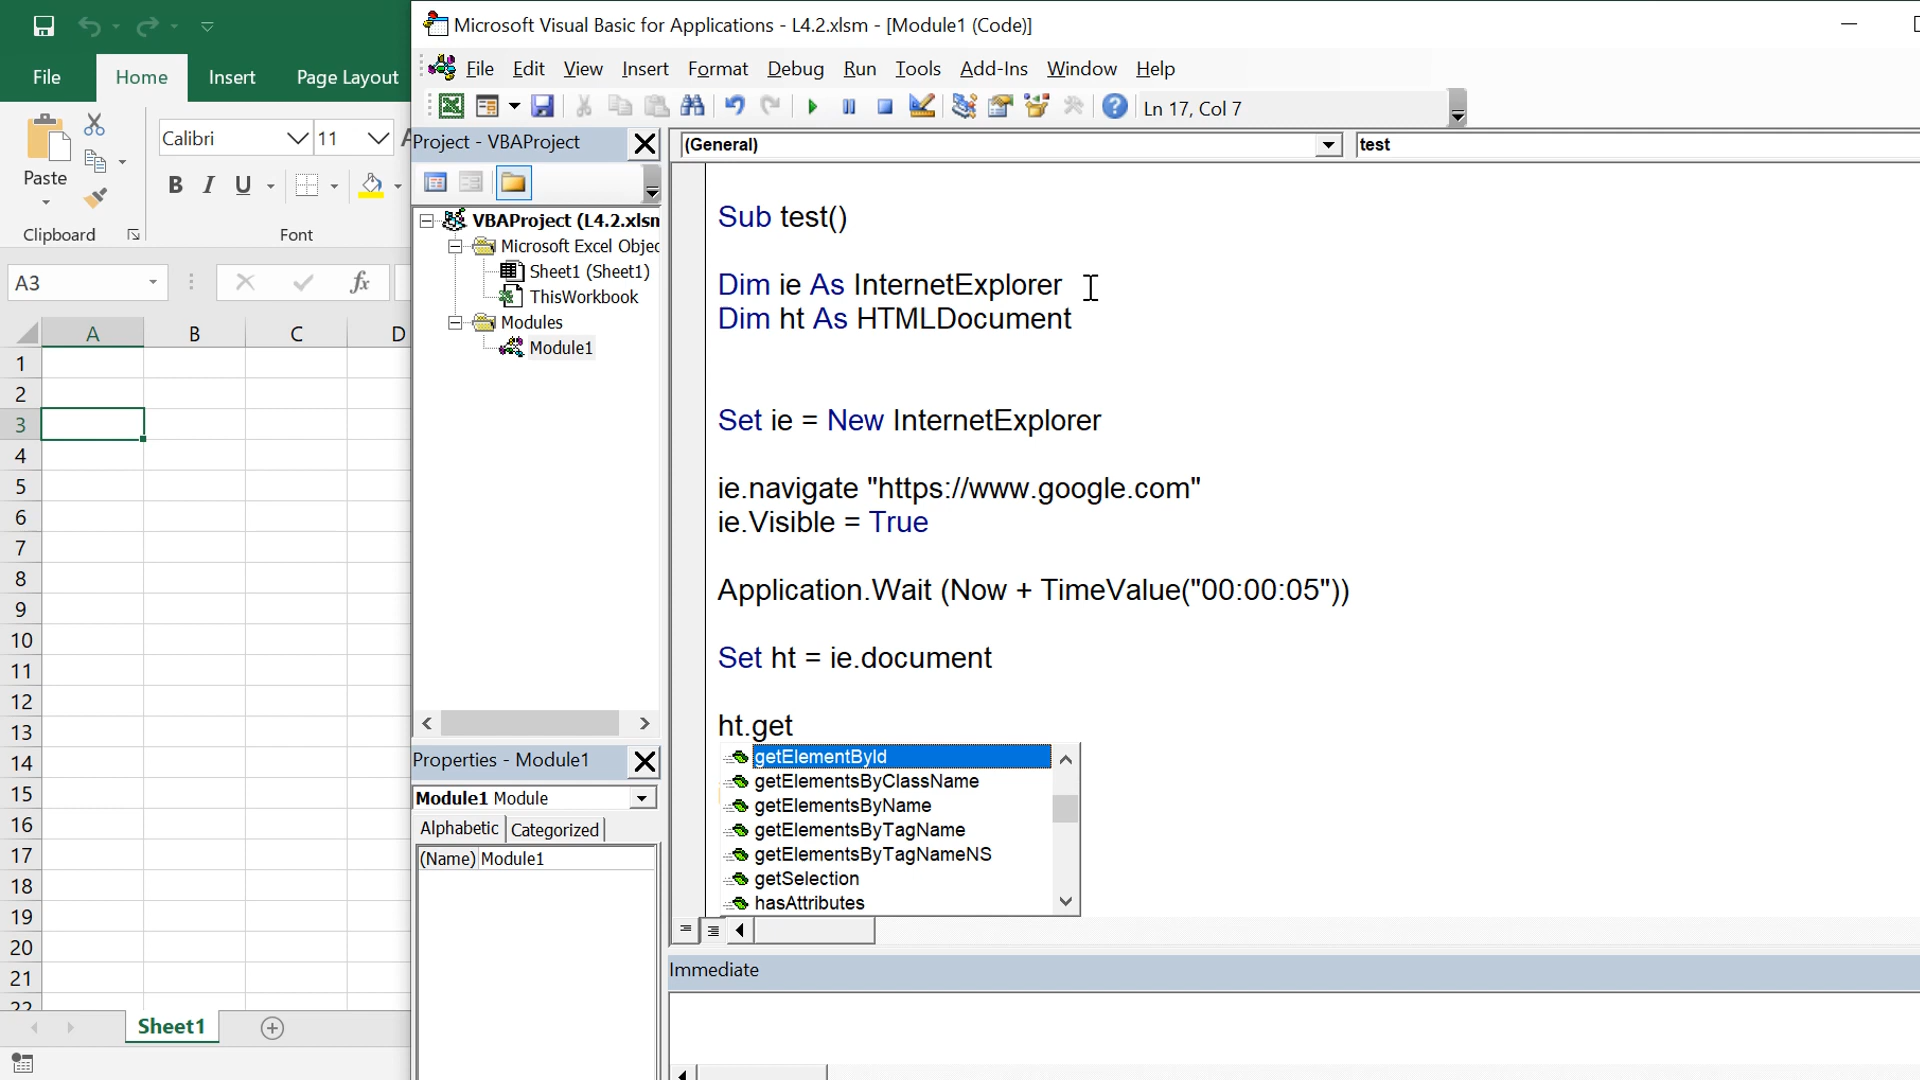 Microsoft Visual Basic for Applications - L4.2.xlsm - [Module1 (Code)]
File Home Insert Page Layout
File Edit View Insert Format Debug Run Tools Add-Ins Window Help
Ln 17, Col 7
Paste
Calibri 11
B I U
Clipboard Font
A3 fx
A B C D
1
2
3
4
5
6
7
8
9
10
11
12
13
14
15
16
17
18
19
20
21
22
Sheet1
Project - VBAProject
VBAProject (L4.2.xlsm
Microsoft Excel Objec
Sheet1 (Sheet1)
ThisWorkbook
Modules
Module1
Properties - Module1
Module1 Module
Alphabetic Categorized
(Name) Module1
(General) test
Sub test()
Dim ie As InternetExplorer
Dim ht As HTMLDocument
Set ie = New InternetExplorer
ie.navigate "https://www.google.com"
ie.Visible = True
Application.Wait (Now + TimeValue("00:00:05"))
Set ht = ie.document
ht.get
getElementById
getElementsByClassName
getElementsByName
getElementsByTagName
getElementsByTagNameNS
getSelection
hasAttributes
Immediate